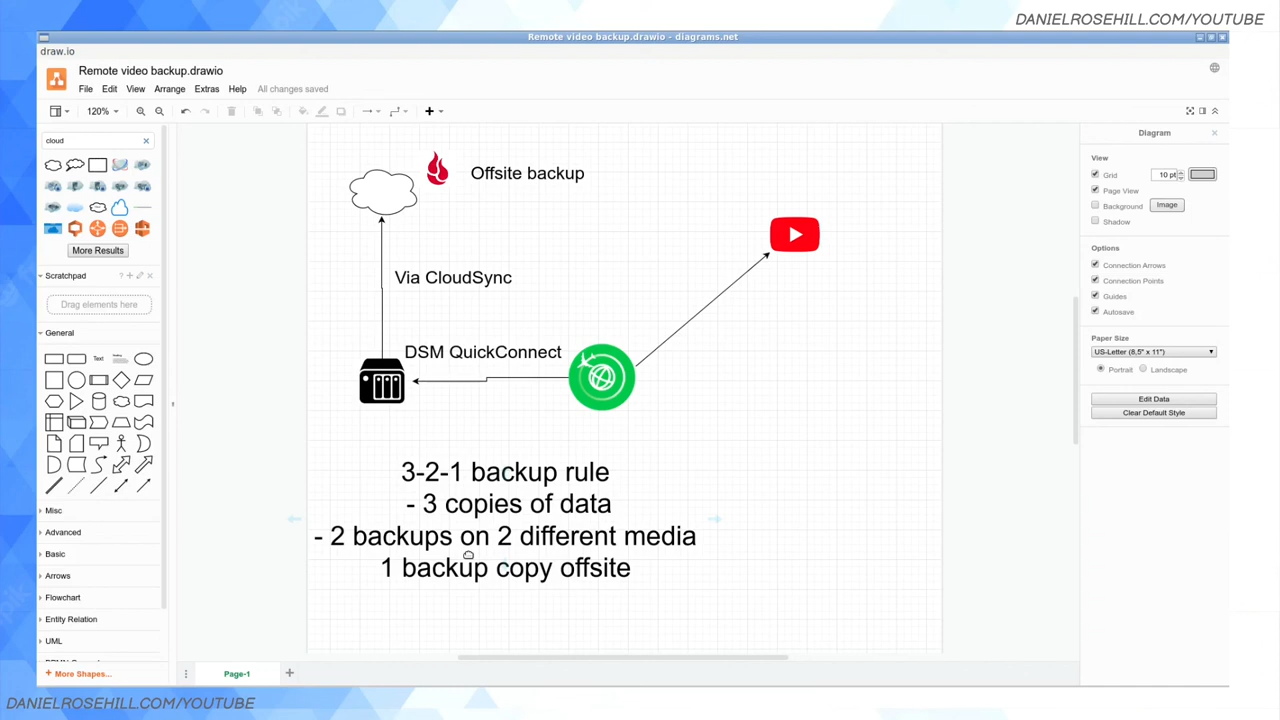 DANIELROSEHILL.COM/YOUTUBE
Remote video backup.drawio - diagrams.net
draw.io
Remote video backup.drawio
File Edit View Arrange Extras Help All changes saved
120%
cloud
More Results
Scratchpad
Drag elements here
General
Text
Misc
Advanced
Basic
Arrows
Flowchart
Entity Relation
UML
+ More Shapes...
Offsite backup
Via CloudSync
DSM QuickConnect
3-2-1 backup rule
- 3 copies of data
- 2 backups on 2 different media
1 backup copy offsite
Page-1
Diagram
View
Grid 10 pt
Page View
Background Image
Shadow
Options
Connection Arrows
Connection Points
Guides
Autosave
Paper Size
US-Letter (8,5" x 11")
Portrait Landscape
Edit Data
Clear Default Style
DANIELROSEHILL.COM/YOUTUBE